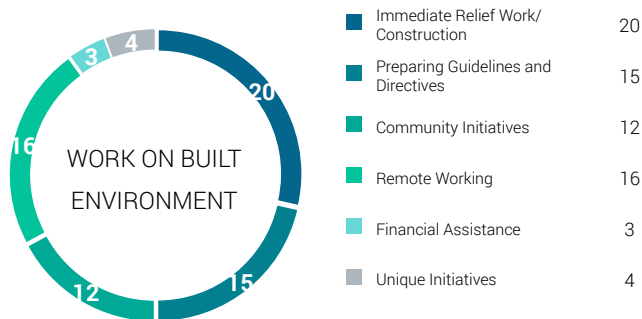 20
15
12
16
3
4
WORK ON BUILT
ENVIRONMENT
Immediate Relief Work/
Construction 20
Preparing Guidelines and
Directives 15
Community Initiatives 12
Remote Working 16
Financial Assistance 3
Unique Initiatives 4